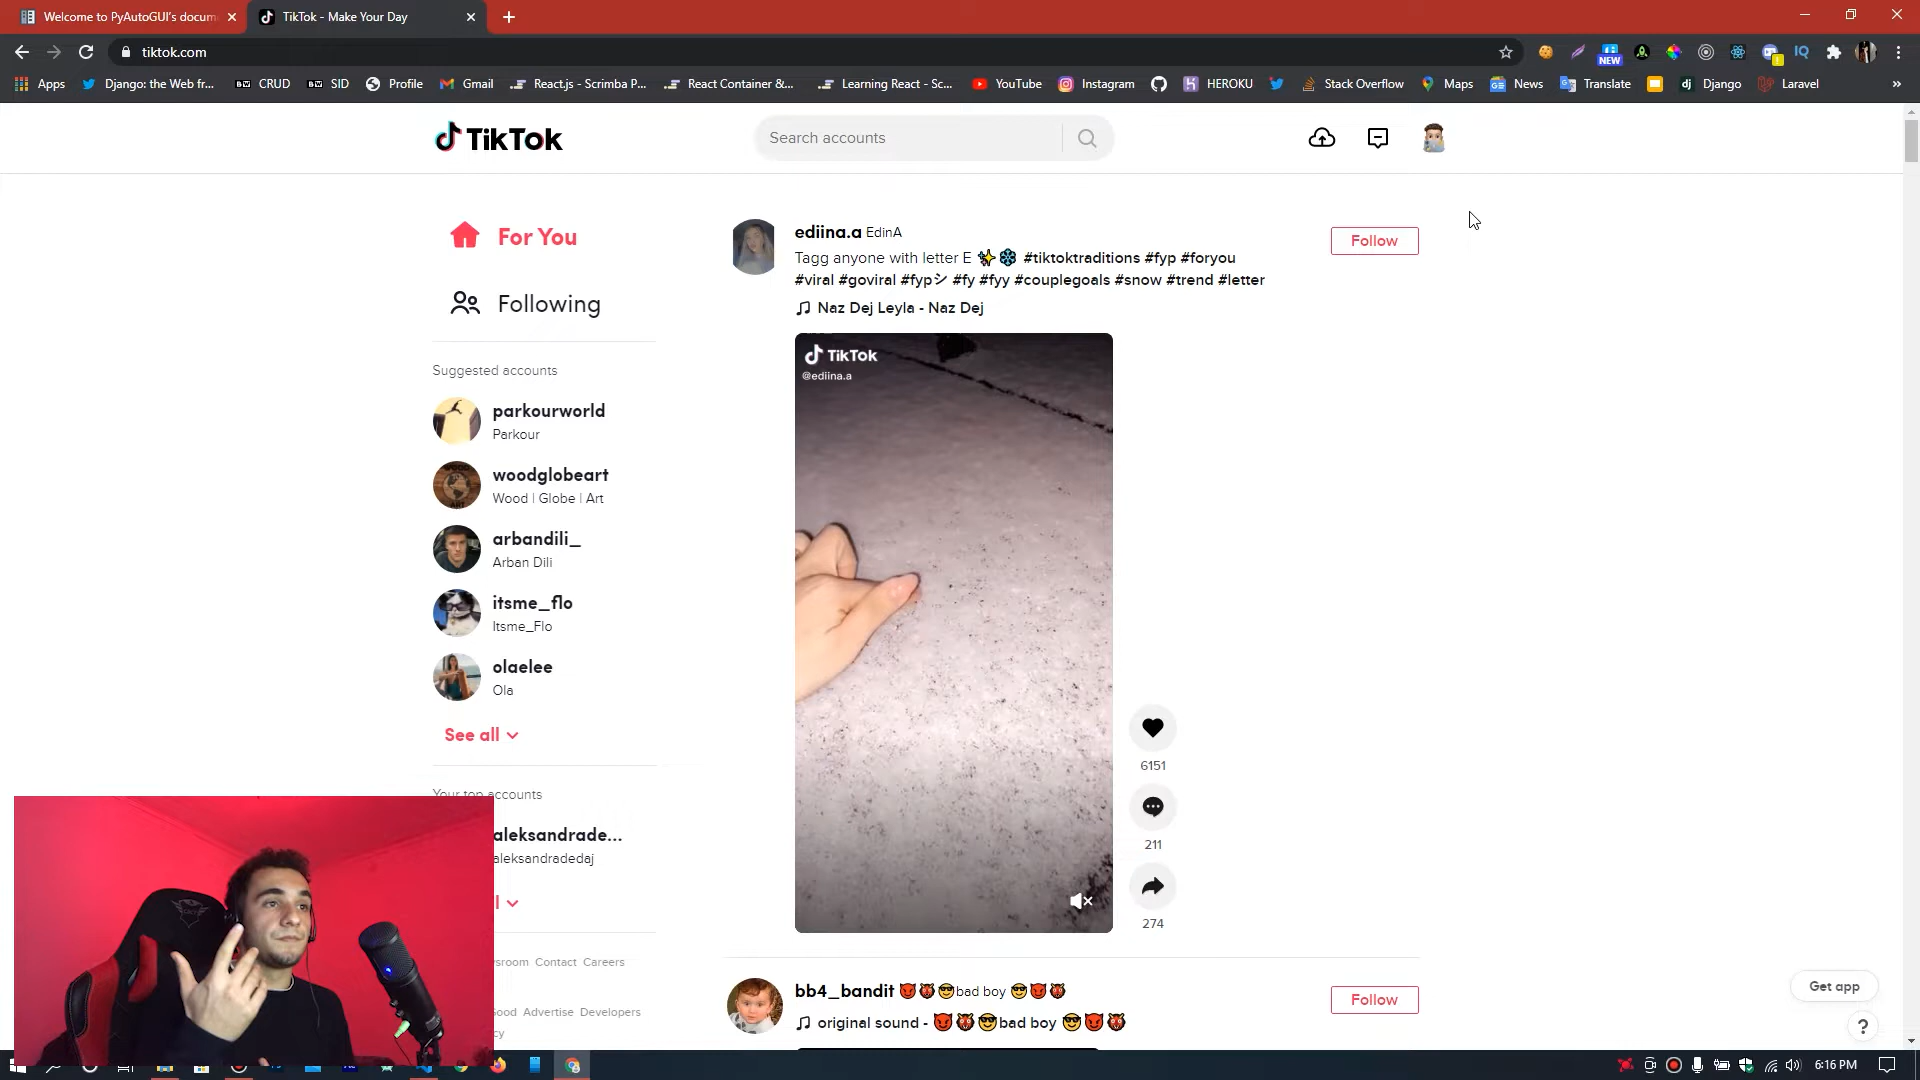 Welcome to PyAutoGUI's docum
TikTok - Make Your Day
tiktok.com
NEW
IQ
Apps
Django: the Web fr...
BW CRUD
BW SID
Profile
Gmail
React.js - Scrimba P...
React Container &...
Learning React - Sc...
YouTube
Instagram
HEROKU
Stack Overflow
Maps
News
Translate
dj Django
Laravel
»
TikTok
Search accounts
For You
Following
Suggested accounts
parkourworld
Parkour
woodglobeart
Wood | Globe | Art
arbandili_
Arban Dili
itsme_flo
Itsme_Flo
olaelee
Ola
See all
Your top accounts
aleksandrade...
aleksandradedaj
Contact Careers
Advertise Developers
ediina.a EdinA
Follow
Tagg anyone with letter E ✨❄ #tiktoktraditions #fyp #foryou
#viral #goviral #fypシ #fy #fyy #couplegoals #snow #trend #letter
Naz Dej Leyla - Naz Dej
TikTok
@ediina.a
6151
211
274
bb4_bandit 😈👹😎bad boy 😎😈👹
Follow
original sound - 😈👹😎bad boy 😎😈👹
Get app
?
6:16 PM